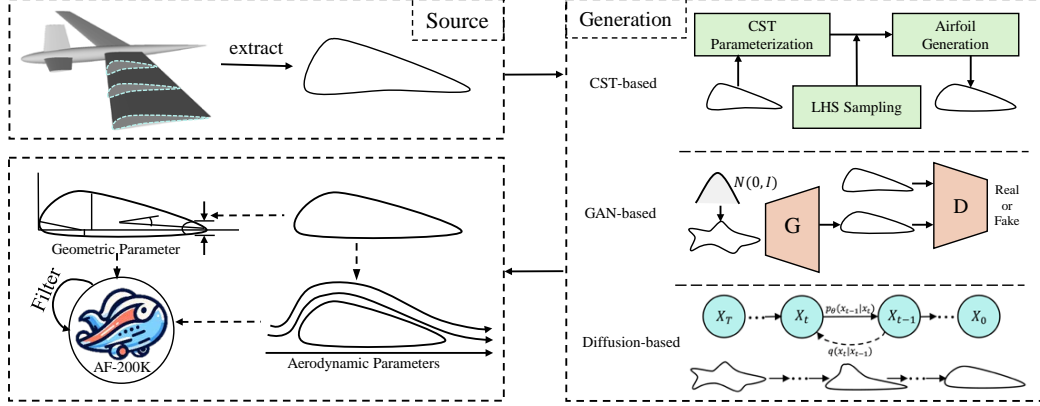 Source
extract
Geometric Parameter
Filter
AF-200K
Aerodynamic Parameters
Generation
CST-based
CST
Parameterization
Airfoil
Generation
LHS Sampling
GAN-based
N(0, I)
G
D
Real
or
Fake
Diffusion-based
X_T
X_t
p_θ(x_{t−1}|x_t)
X_{t−1}
X_0
q(x_t|x_{t−1})